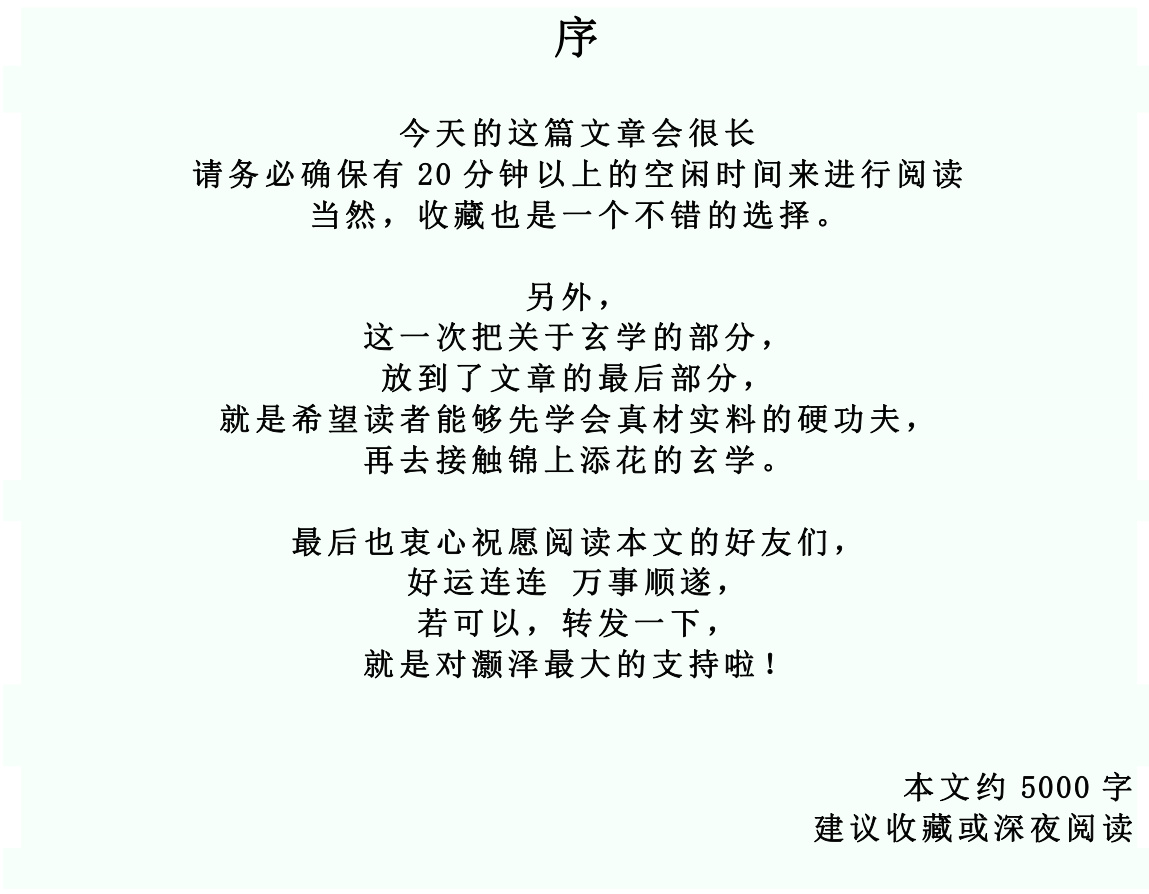 序
今天的这篇文章会很长
请务必确保有 20 分钟以上的空闲时间来进行阅读
当然，收藏也是一个不错的选择。
另外，
这一次把关于玄学的部分，
放到了文章的最后部分，
就是希望读者能够先学会真材实料的硬功夫，
再去接触锦上添花的玄学。
最后也衷心祝愿阅读本文的好友们，
好运连连 万事顺遂，
若可以，转发一下，
就是对灏泽最大的支持啦！
本文约 5000 字
建议收藏或深夜阅读